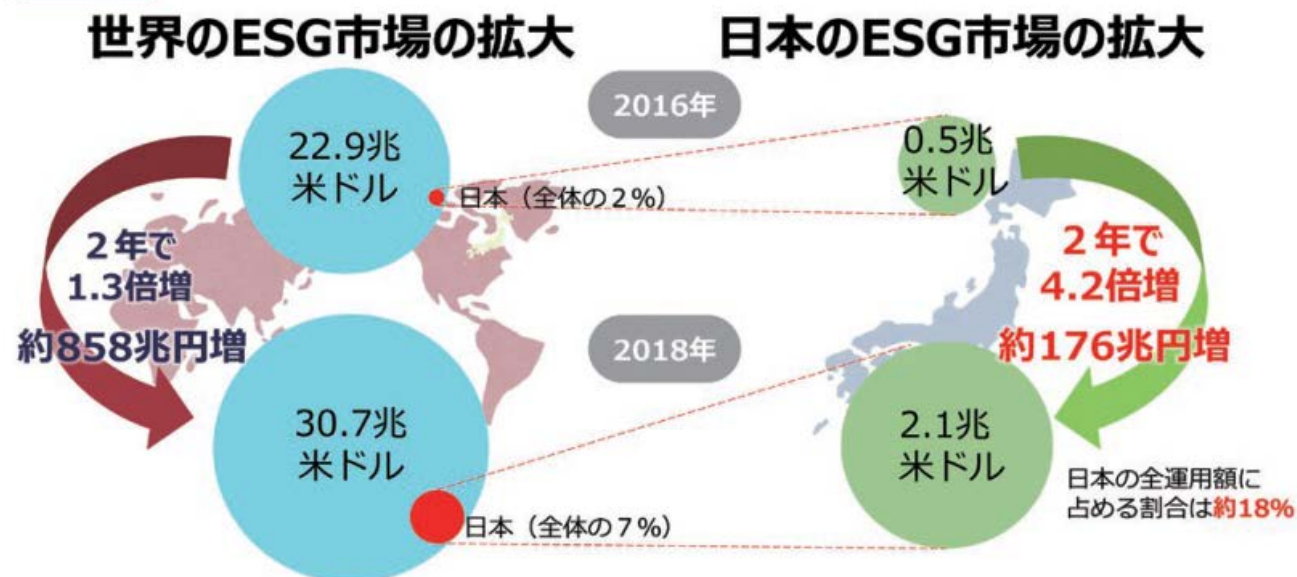 世界のESG市場の拡大
日本のESG市場の拡大
2016年
22.9兆
米ドル
日本（全体の２％）
0.5兆
米ドル
２年で
1.3倍増
約858兆円増
２年で
4.2倍増
約176兆円増
2018年
30.7兆
米ドル
日本（全体の７％）
2.1兆
米ドル
日本の全運用額に
占める割合は約18%